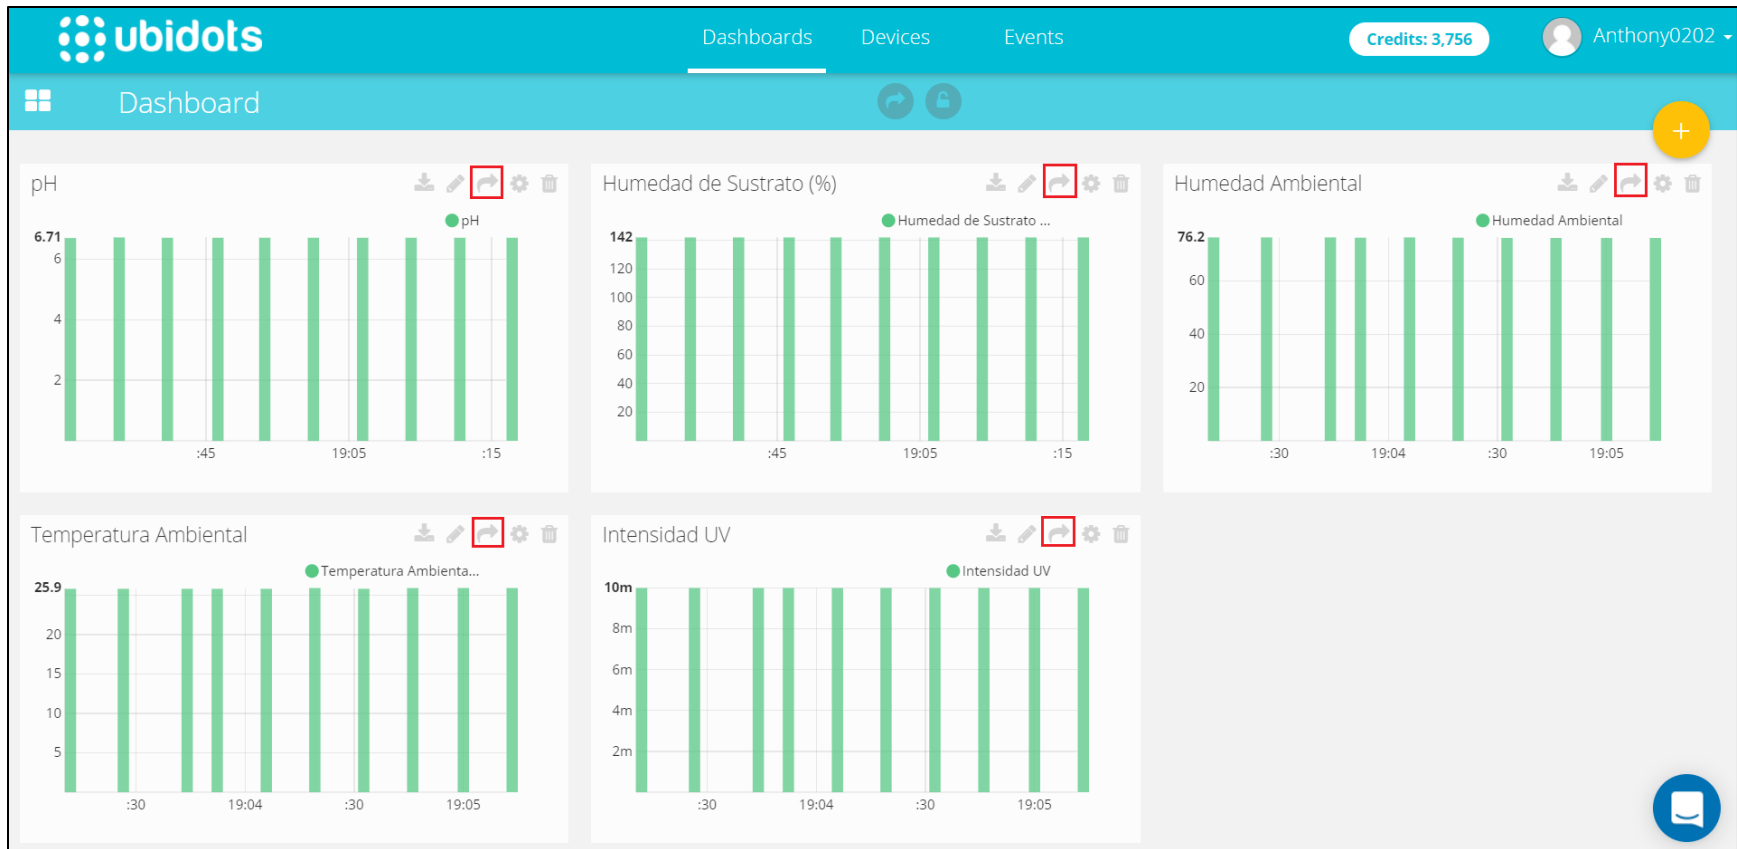 ubidots
Dashboards Devices Events
Credits: 3,756
Anthony0202
Dashboard
pH
pH
6.71
6
4
2
:45 19:05 :15
Humedad de Sustrato (%)
Humedad de Sustrato ...
142
120
100
80
60
40
20
:45 19:05 :15
Humedad Ambiental
Humedad Ambiental
76.2
60
40
20
:30 19:04 :30 19:05
Temperatura Ambiental
Temperatura Ambienta...
25.9
20
15
10
5
:30 19:04 :30 19:05
Intensidad UV
Intensidad UV
10m
8m
6m
4m
2m
:30 19:04 :30 19:05